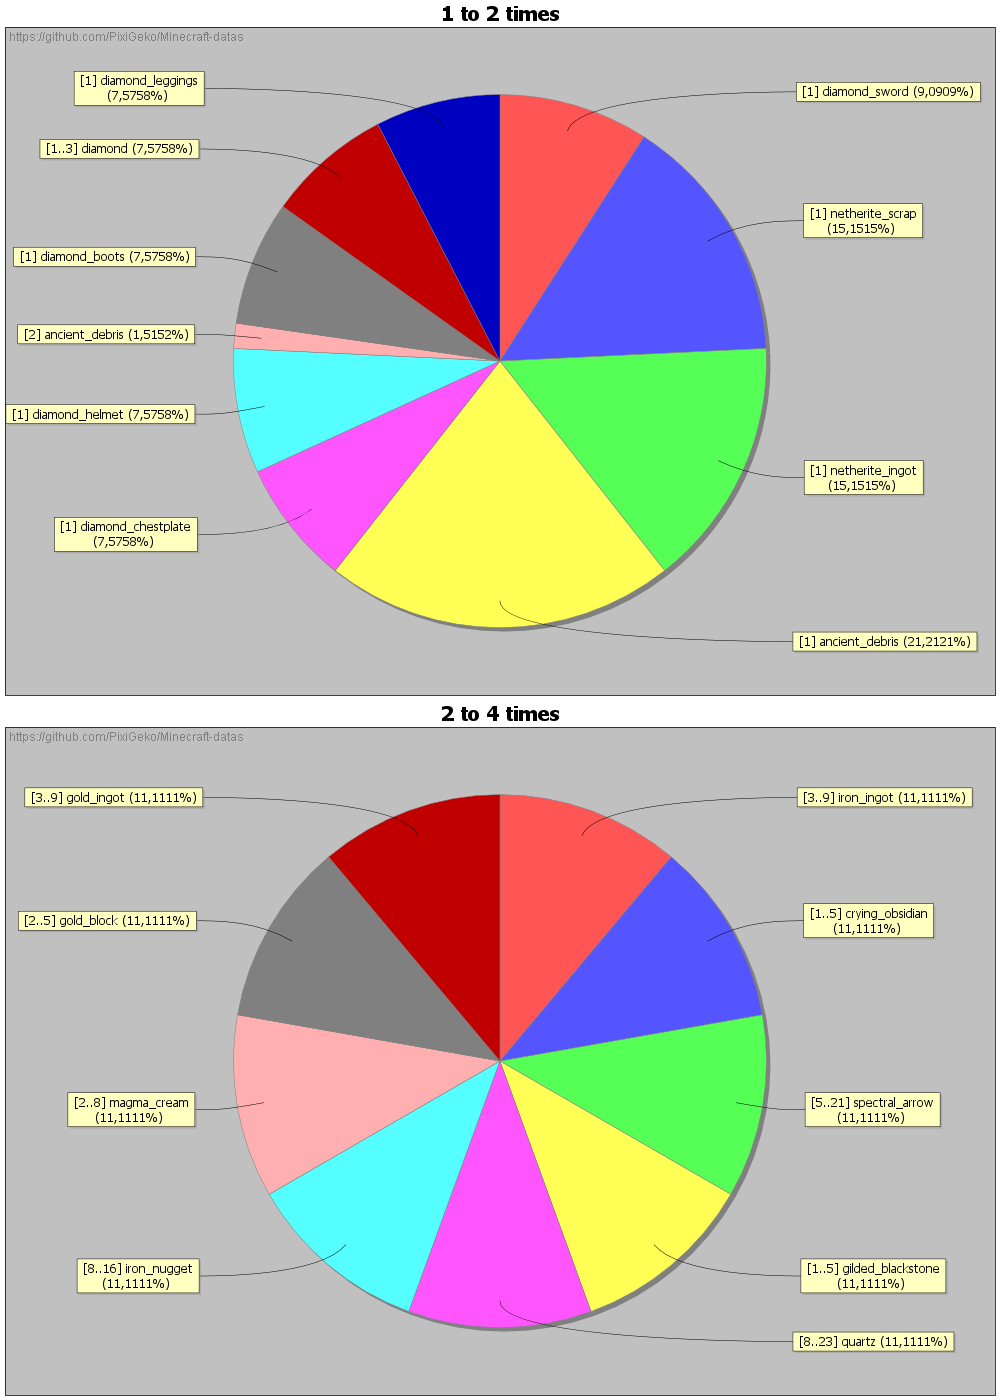 1 to 2 times
https://github.com/PixiGeko/Minecraft-datas
[1] diamond_leggings
(7,5758%)
[1] diamond_sword (9,0909%)
[1..3] diamond (7,5758%)
[1] netherite_scrap
(15,1515%)
[1] diamond_boots (7,5758%)
[2] ancient_debris (1,5152%)
[1] diamond_helmet (7,5758%)
[1] netherite_ingot
(15,1515%)
[1] diamond_chestplate
(7,5758%)
[1] ancient_debris (21,2121%)
2 to 4 times
https://github.com/PixiGeko/Minecraft-datas
[3..9] gold_ingot (11,1111%)
[3..9] iron_ingot (11,1111%)
[2..5] gold_block (11,1111%)
[1..5] crying_obsidian
(11,1111%)
[2..8] magma_cream
(11,1111%)
[5..21] spectral_arrow
(11,1111%)
[8..16] iron_nugget
(11,1111%)
[1..5] gilded_blackstone
(11,1111%)
[8..23] quartz (11,1111%)